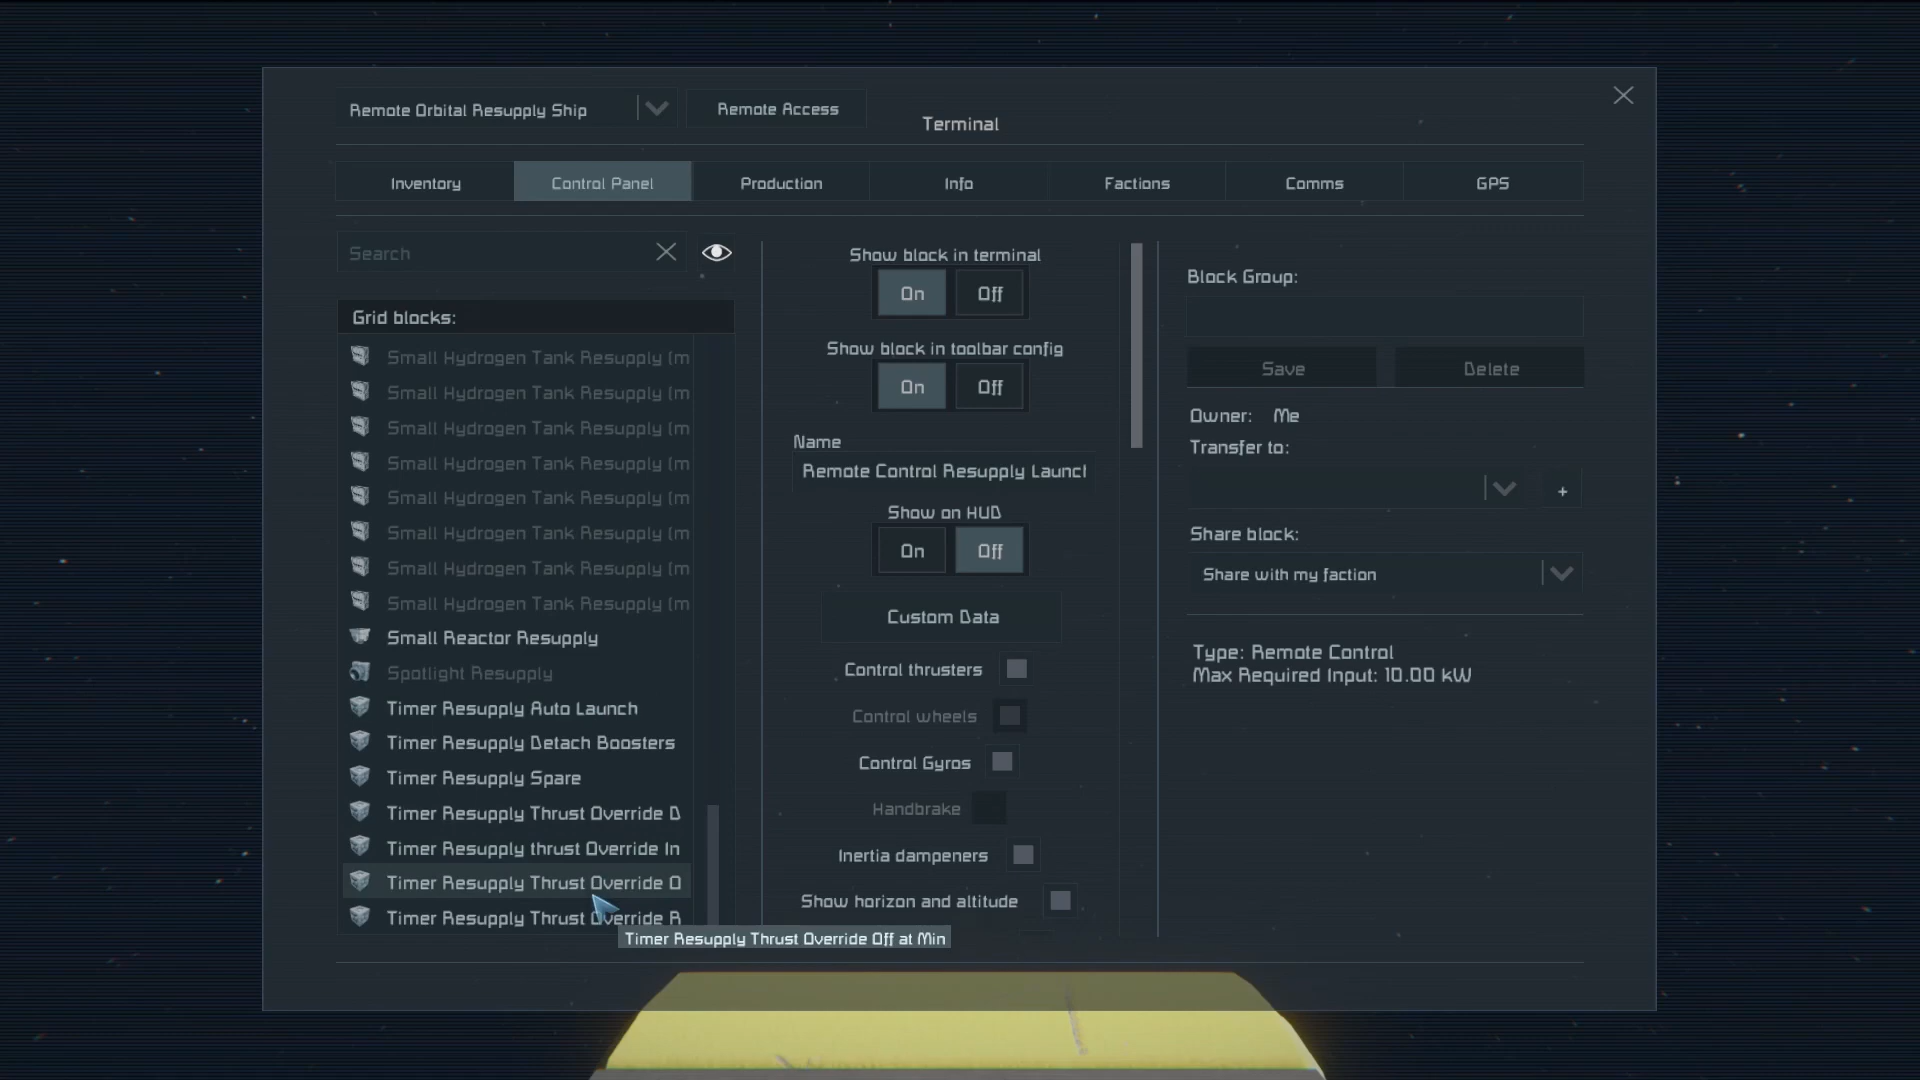 Remote Orbital Resupply Ship
Remote Access
Terminal
Inventory
Control Panel
Production
Info
Factions
Comms
GPS
Search
Grid blocks:
Small Hydrogen Tank Resupply (m
Small Hydrogen Tank Resupply (m
Small Hydrogen Tank Resupply (m
Small Hydrogen Tank Resupply (m
Small Hydrogen Tank Resupply (m
Small Hydrogen Tank Resupply (m
Small Hydrogen Tank Resupply (m
Small Hydrogen Tank Resupply (m
Small Reactor Resupply
Spotlight Resupply
Timer Resupply Auto Launch
Timer Resupply Detach Boosters
Timer Resupply Spare
Timer Resupply Thrust Override D
Timer Resupply thrust Override In
Timer Resupply Thrust Override O
Timer Resupply Thrust Override R
Timer Resupply Thrust Override Off at Min
Show block in terminal
On Off
Show block in toolbar config
On Off
Name
Remote Control Resupply Launch
Show on HUD
On Off
Custom Data
Control thrusters
Control wheels
Control Gyros
Handbrake
Inertia dampeners
Show horizon and altitude
Block Group:
Save
Delete
Owner: Me
Transfer to:
+
Share block:
Share with my faction
Type: Remote Control
Max Required Input: 10.00 kW